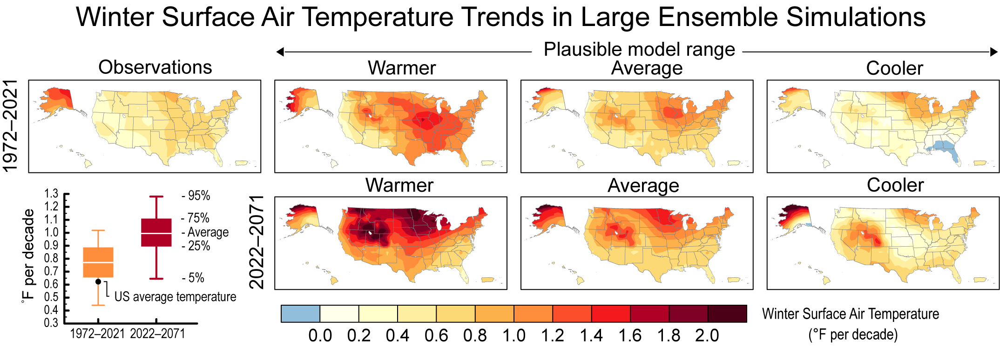 Winter Surface Air Temperature Trends in Large Ensemble Simulations
Plausible model range
Observations
Warmer
Average
Cooler
1972–2021
Warmer
Average
Cooler
2022–2071
°F per decade
1.3
1.2
1.1
1.0
0.9
0.8
0.7
0.6
0.5
0.4
0.3
- 95%
- 75%
- Average
- 25%
- 5%
US average temperature
1972–2021 2022–2071
0.0 0.2 0.4 0.6 0.8 1.0 1.2 1.4 1.6 1.8 2.0
Winter Surface Air Temperature
(°F per decade)